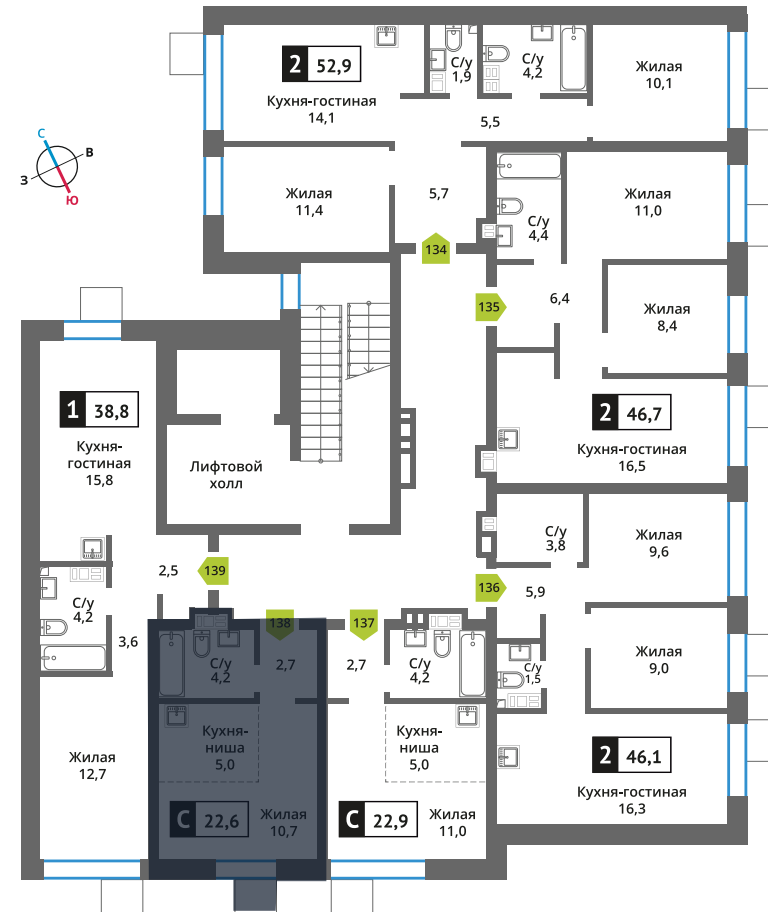 2 52,9
Кухня-гостиная
14,1
С/у
1,9
С/у
4,2
Жилая
10,1
5,5
С
В
З
Ю
Жилая
11,4
5,7
134
С/у
4,4
Жилая
11,0
135
6,4
Жилая
8,4
1 38,8
Кухня-
гостиная
15,8
Лифтовой
холл
2 46,7
Кухня-гостиная
16,5
С/у
3,8
Жилая
9,6
2,5
139
136
5,9
С/у
4,2
3,6
138
137
С/у
4,2
2,7
2,7
С/у
4,2
С/у
1,5
Жилая
9,0
Жилая
12,7
Кухня-
ниша
5,0
Кухня-
ниша
5,0
2 46,1
Кухня-гостиная
16,3
С 22,6
Жилая
10,7
С 22,9
Жилая
11,0